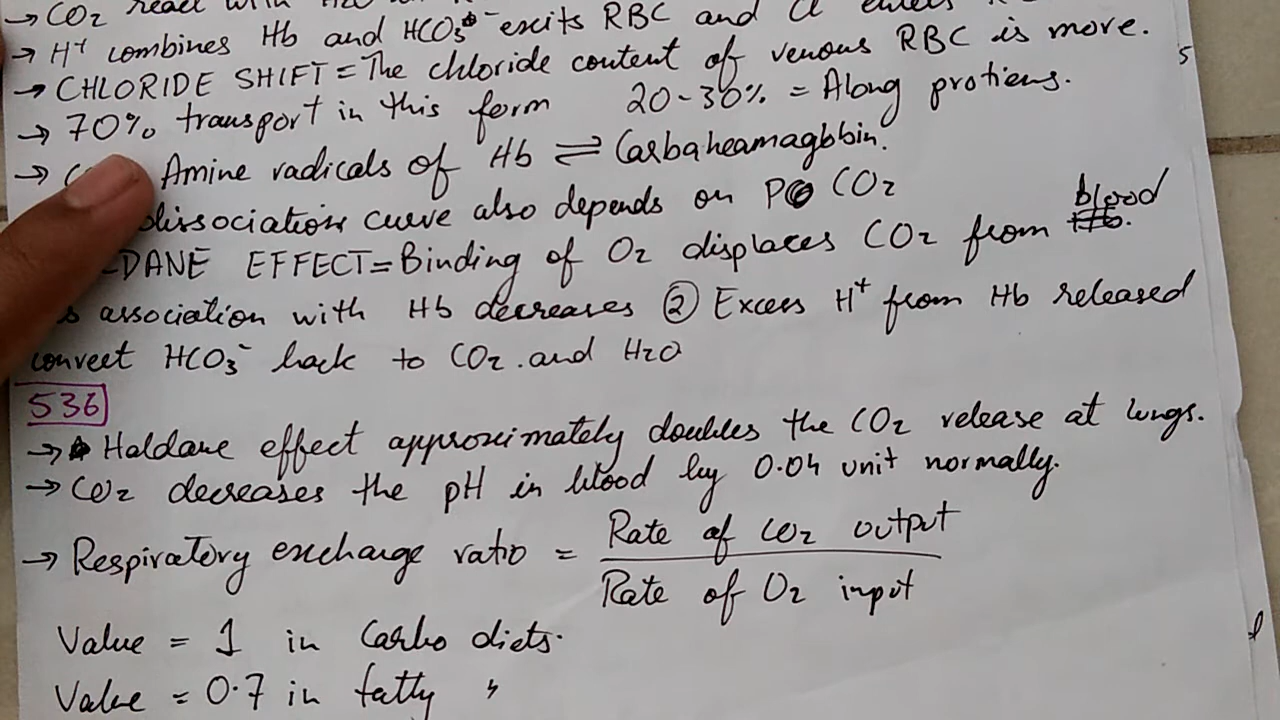 → CO2 react with H2O
→ H+ combines Hb and HCO3- exits RBC and Cl enters
→ CHLORIDE SHIFT = The chloride content of venous RBC is more.
→ 70% transport in this form 20-30% = Along protiens.
→ Amine radicals of Hb ⇌ Carbaheamagbbin.
dissociation curve also depends on P CO2
DANE EFFECT = Binding of O2 displaces CO2 from blood
association with Hb decreases ② Excess H+ from Hb released
convert HCO3- back to CO2 . and H2O
536
→ Haldane effect approximately doubles the CO2 release at lungs.
→ CO2 decreases the pH in blood by 0.04 unit normally.
→ Respiratory exchange ratio = Rate of CO2 output
Rate of O2 input
Value = 1 in Carbo diets.
Value = 0.7 in fatty "